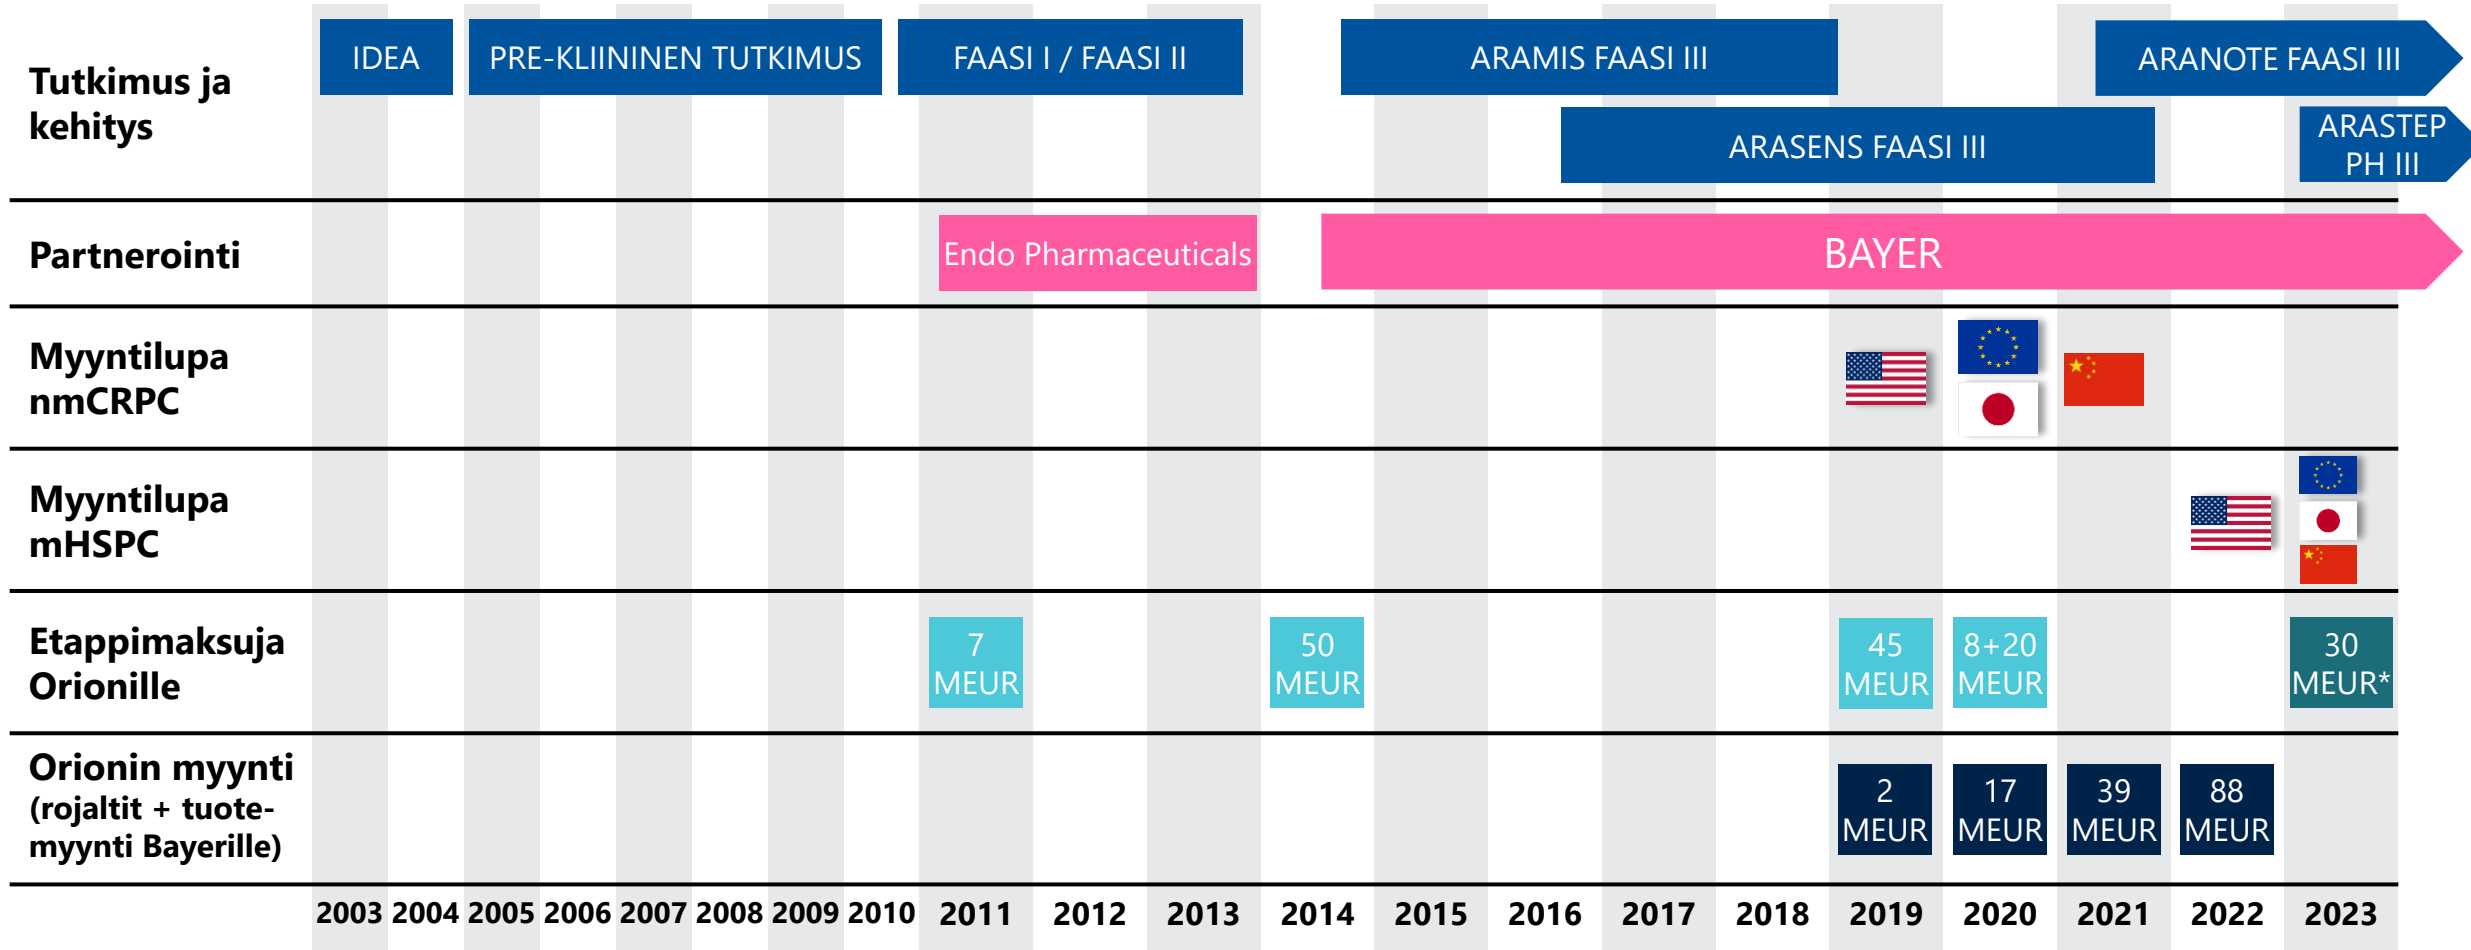 Tutkimus ja
kehitys
IDEA
PRE-KLIININEN TUTKIMUS
FAASI I / FAASI II
ARAMIS FAASI III
ARANOTE FAASI III
ARASENS FAASI III
ARASTEP
PH III
Partnerointi
Endo Pharmaceuticals
BAYER
Myyntilupa
nmCRPC
Myyntilupa
mHSPC
Etappimaksuja
Orionille
7
MEUR
50
MEUR
45
MEUR
8+20
MEUR
30
MEUR*
Orionin myynti
(rojaltit + tuote-
myynti Bayerille)
2
MEUR
17
MEUR
39
MEUR
88
MEUR
2003 2004 2005 2006 2007 2008 2009 2010 2011 2012 2013 2014 2015 2016 2017 2018 2019 2020 2021 2022 2023